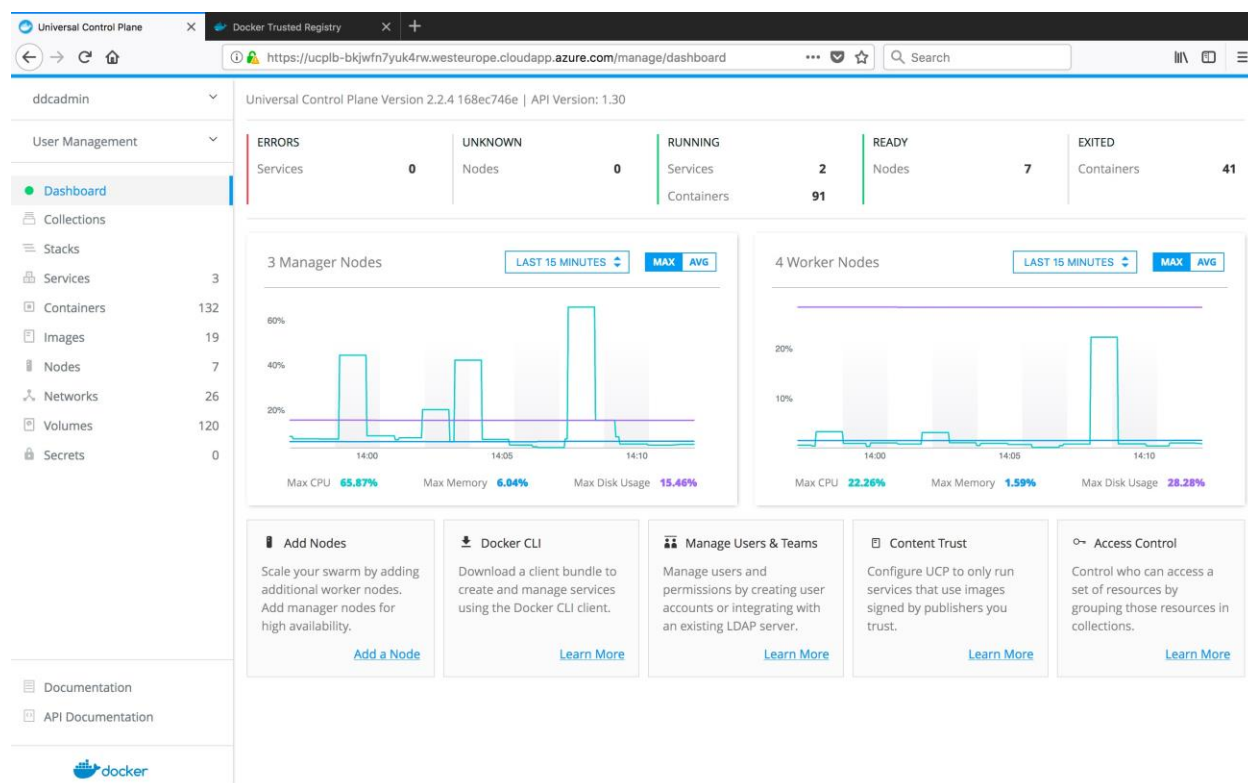 Universal Control Plane
Docker Trusted Registry
https://ucplb-bkjwfn7yuk4rw.westeurope.cloudapp.azure.com/manage/dashboard
Search
ddcadmin
User Management
Dashboard
Collections
Stacks
Services 3
Containers 132
Images 19
Nodes 7
Networks 26
Volumes 120
Secrets 0
Documentation
API Documentation
docker
Universal Control Plane Version 2.2.4 168ec746e | API Version: 1.30
ERRORS
Services 0
UNKNOWN
Nodes 0
RUNNING
Services 2
Containers 91
READY
Nodes 7
EXITED
Containers 41
3 Manager Nodes
LAST 15 MINUTES
MAX AVG
60%
40%
20%
14:00 14:05 14:10
Max CPU 65.87% Max Memory 6.04% Max Disk Usage 15.46%
4 Worker Nodes
LAST 15 MINUTES
MAX AVG
20%
10%
14:00 14:05 14:10
Max CPU 22.26% Max Memory 1.59% Max Disk Usage 28.28%
Add Nodes
Scale your swarm by adding
additional worker nodes.
Add manager nodes for
high availability.
Add a Node
Docker CLI
Download a client bundle to
create and manage services
using the Docker CLI client.
Learn More
Manage Users & Teams
Manage users and
permissions by creating user
accounts or integrating with
an existing LDAP server.
Learn More
Content Trust
Configure UCP to only run
services that use images
signed by publishers you
trust.
Learn More
Access Control
Control who can access a
set of resources by
grouping those resources in
collections.
Learn More